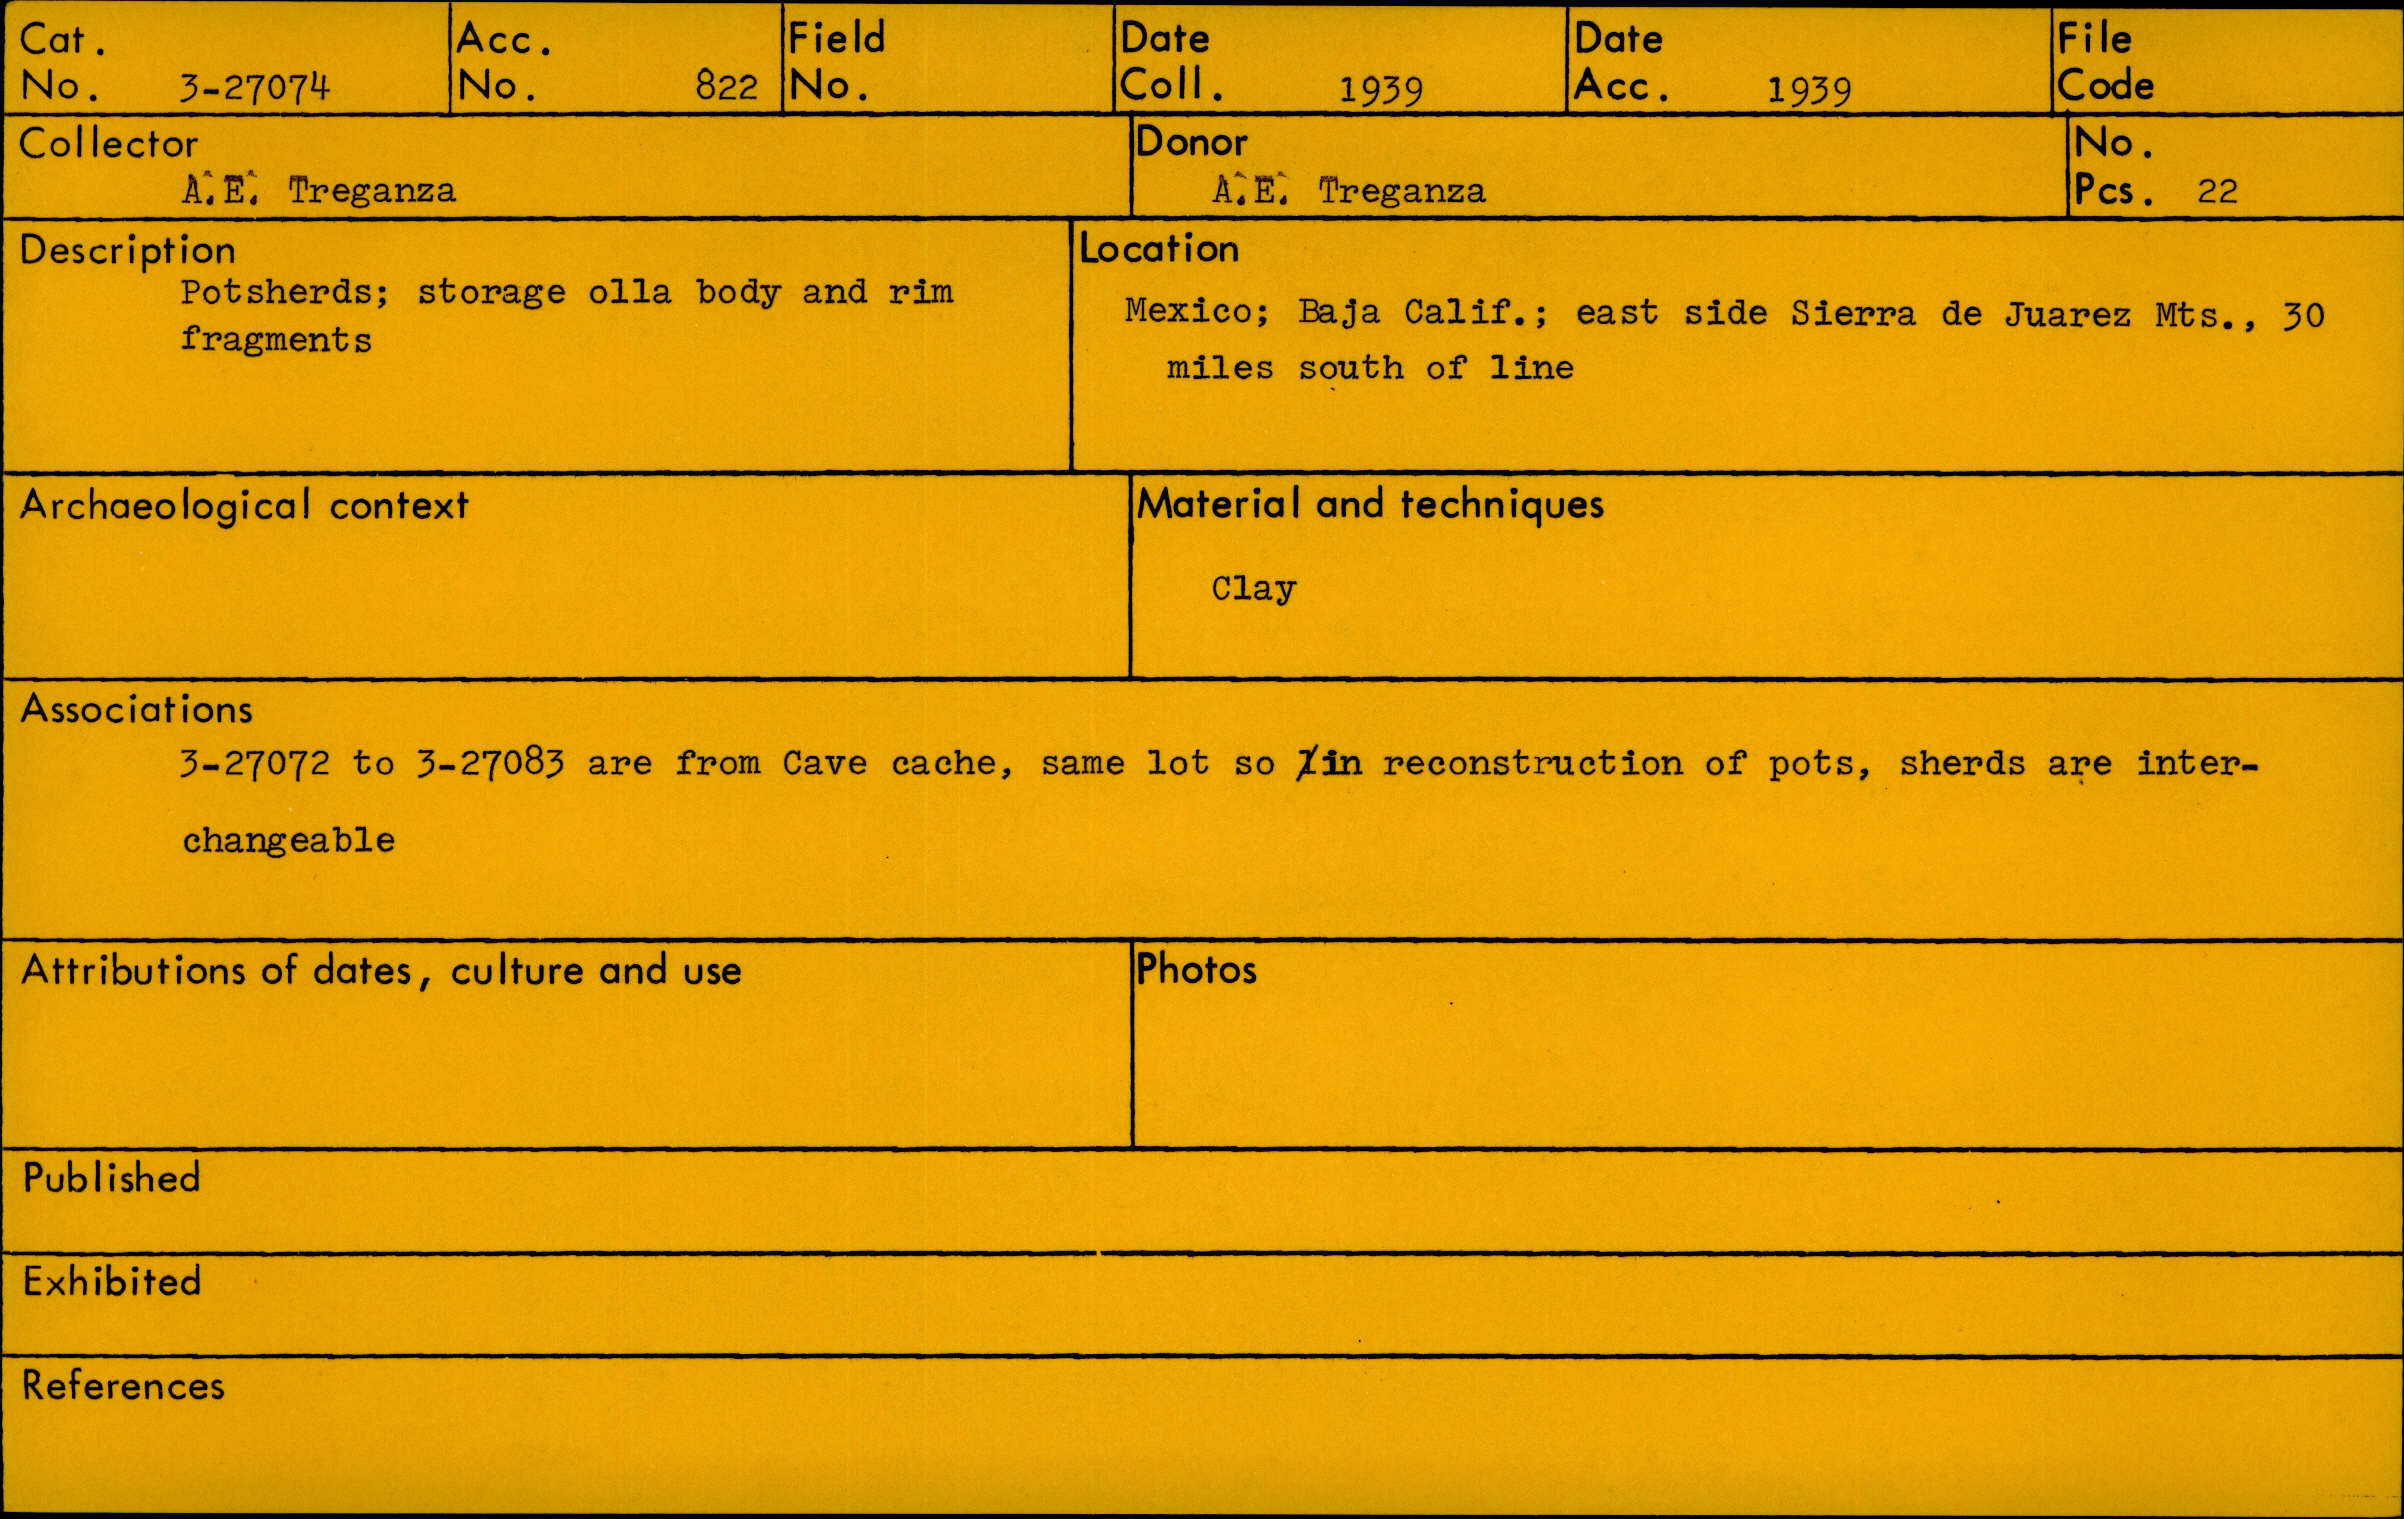 Cat. No. 3-27074
Acc. No. 822
Field No.
Date Coll. 1939
Date Acc. 1939
File Code
Collector
A.E. Treganza
Donor
A.E. Treganza
No. Pcs. 22
Description
Potsherds; storage olla body and rim
fragments
Location
Mexico; Baja Calif.; east side Sierra de Juarez Mts., 30
miles south of line
Archaeological context
Material and techniques
Clay
Associations
3-27072 to 3-27083 are from Cave cache, same lot so in reconstruction of pots, sherds are inter-
changeable
Attributions of dates, culture and use
Photos
Published
Exhibited
References